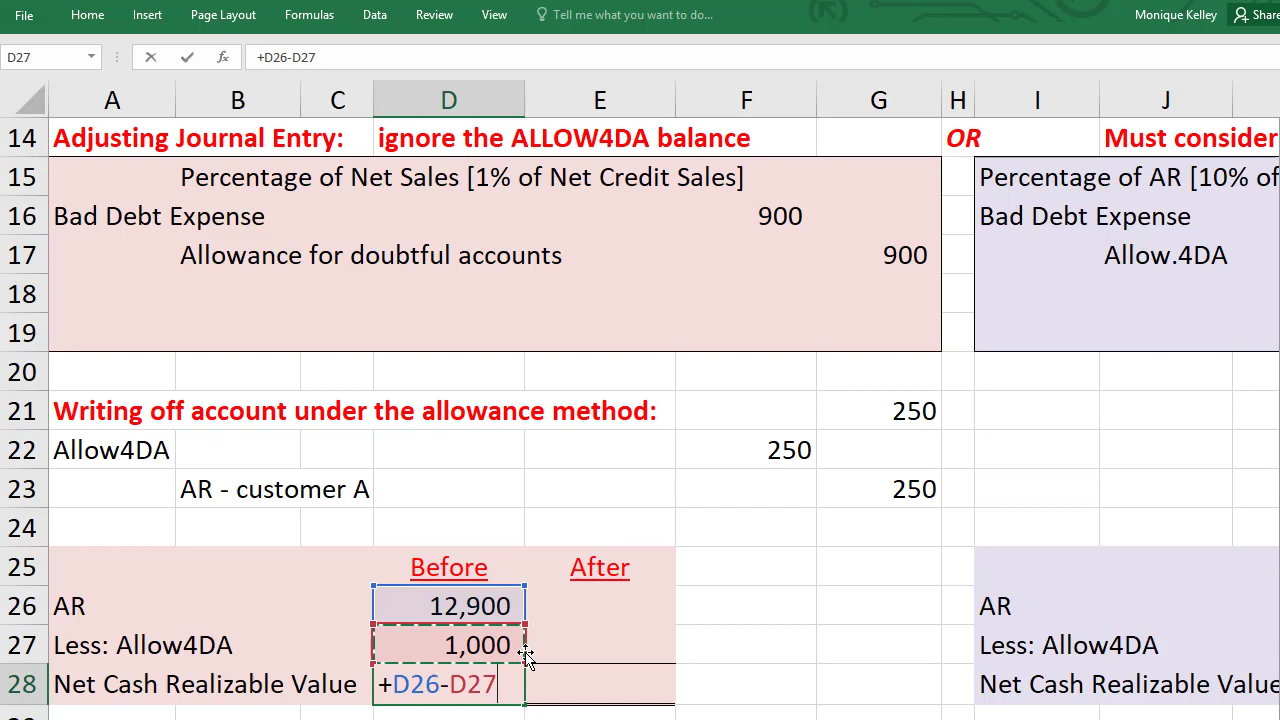 File Home Insert Page Layout Formulas Data Review View Tell me what you want to do... Monique Kelley Share
D27 fx +D26-D27
A B C D E F G H I J
14 Adjusting Journal Entry: ignore the ALLOW4DA balance OR Must consider
15 Percentage of Net Sales [1% of Net Credit Sales] Percentage of AR [10% of
16 Bad Debt Expense 900 Bad Debt Expense
17 Allowance for doubtful accounts 900 Allow.4DA
18
19
20
21 Writing off account under the allowance method: 250
22 Allow4DA 250
23 AR - customer A 250
24
25 Before After
26 AR 12,900 AR
27 Less: Allow4DA 1,000 Less: Allow4DA
28 Net Cash Realizable Value +D26-D27 Net Cash Realizable Value